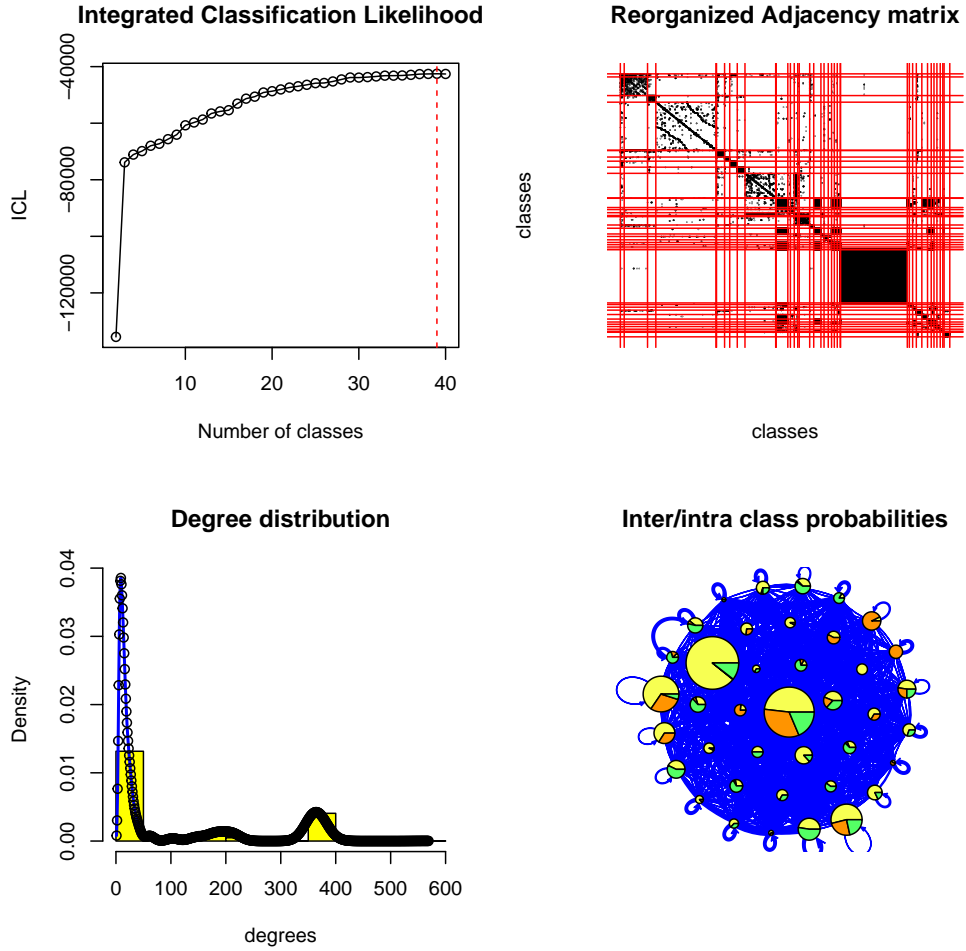 Integrated Classification Likelihood
ICL
−40000
−80000
−120000
10
20
30
40
Number of classes
Reorganized Adjacency matrix
classes
classes
Degree distribution
Density
0.04
0.03
0.02
0.01
0.00
0
100
200
300
400
500
600
degrees
Inter/intra class probabilities